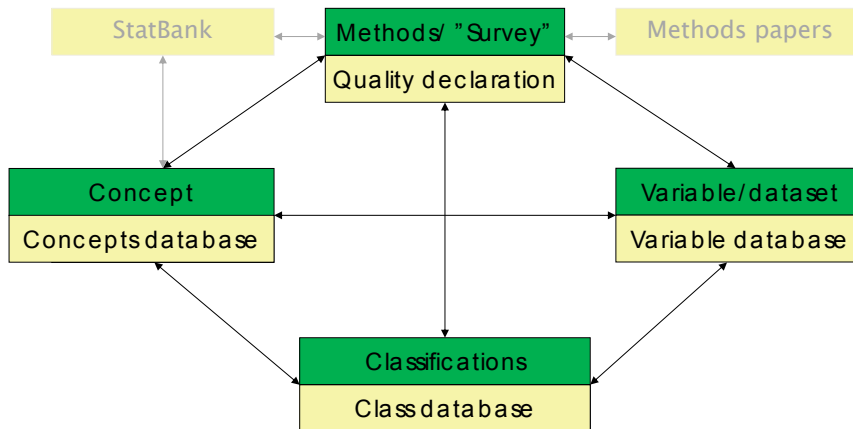 StatBank
Methods/ ”Survey”
Methods papers
Quality declaration
Concept
Variable/dataset
Concepts database
Variable database
Classifications
Class database